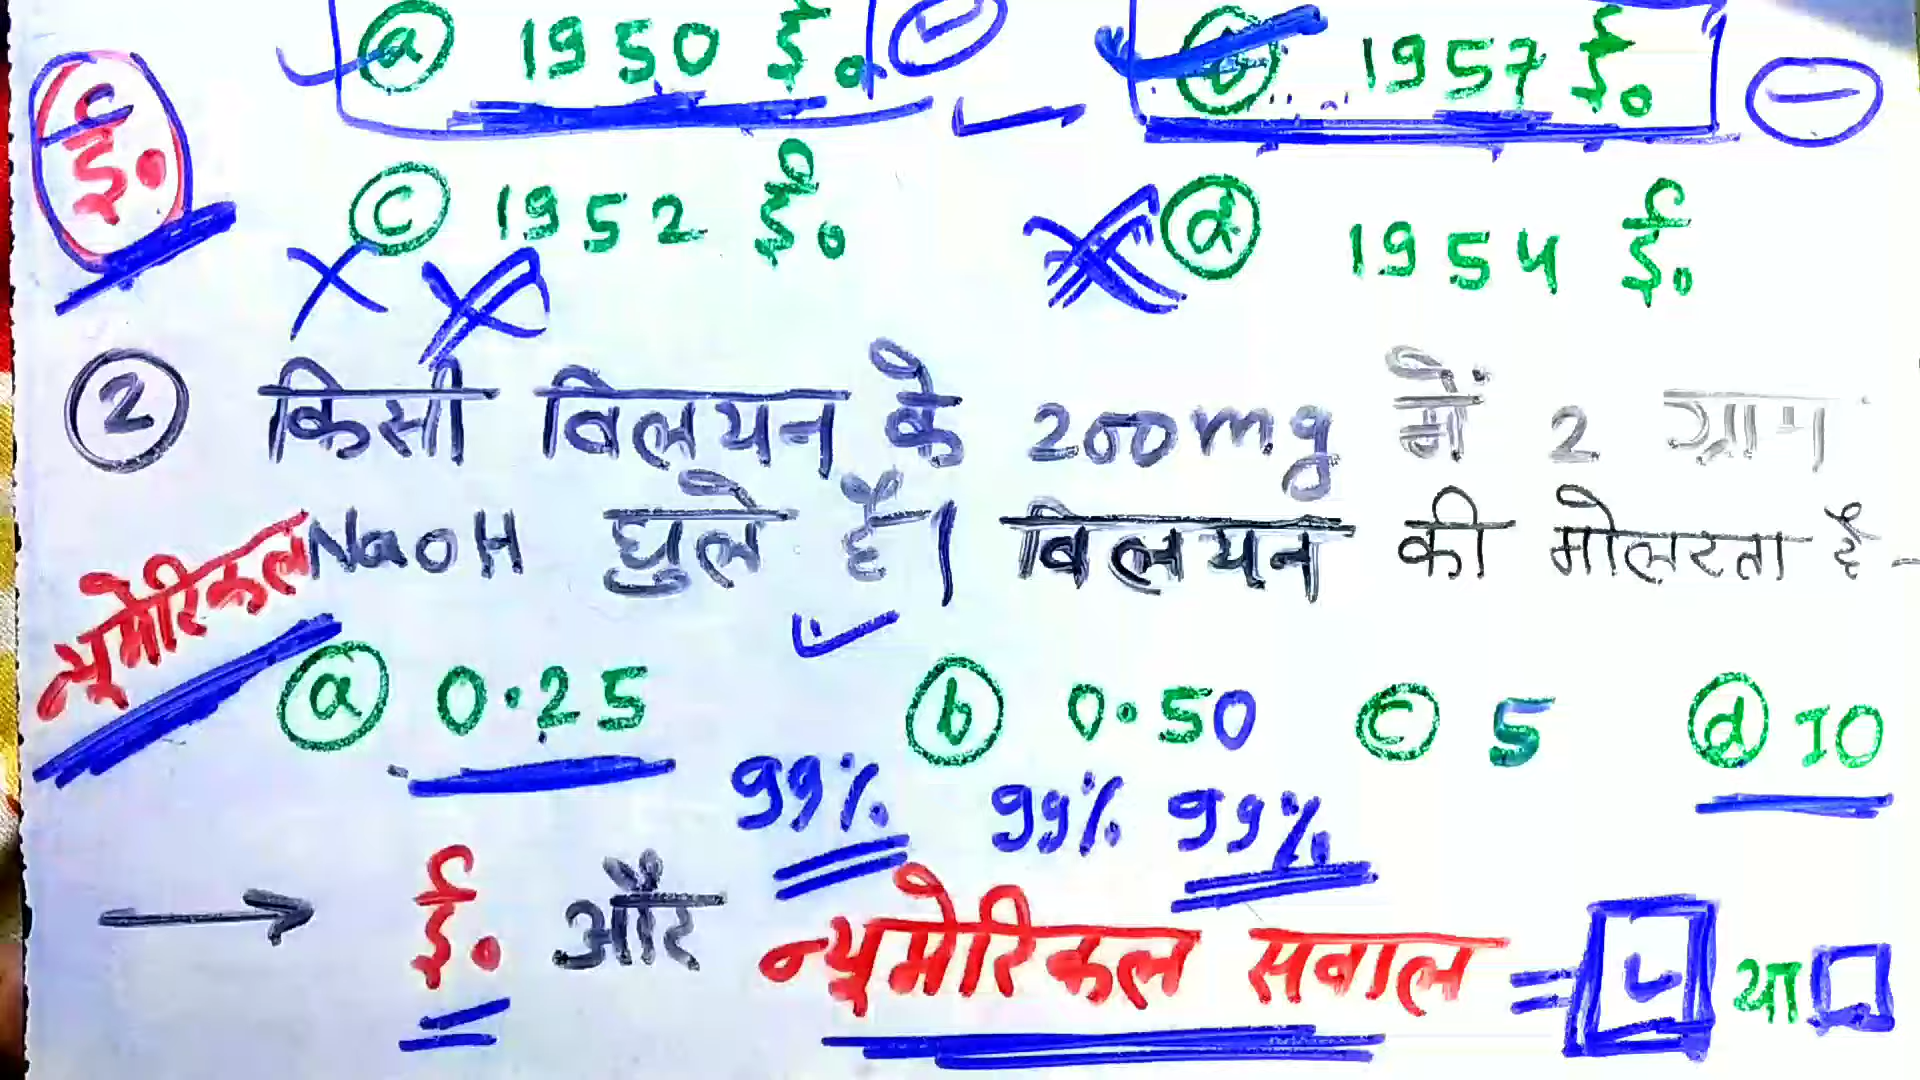 ⓐ 1950 ई० ⊖ ⓑ 1957 ई० ⊖
ई०
ⓒ 1952 ई० ⓓ 1954 ई०
② किसी विलयन के 200mg में 2 ग्राम
NaOH घुले है। विलयन की मोलरता है -
न्यूमेरिकल
ⓐ 0.25 ⓑ 0.50 ⓒ 5 ⓓ 10
99% 99% 99%
→ ई० और न्यूमेरिकल सवाल = या